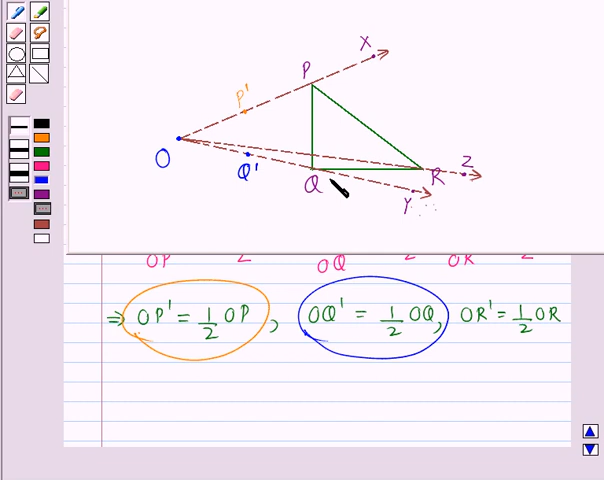 X
P
P'
O
Q'
Q
R
Z
Y
OP 2 OQ 2 OR 2
⇒ OP' = 1/2 OP, OQ' = 1/2 OQ, OR' = 1/2 OR